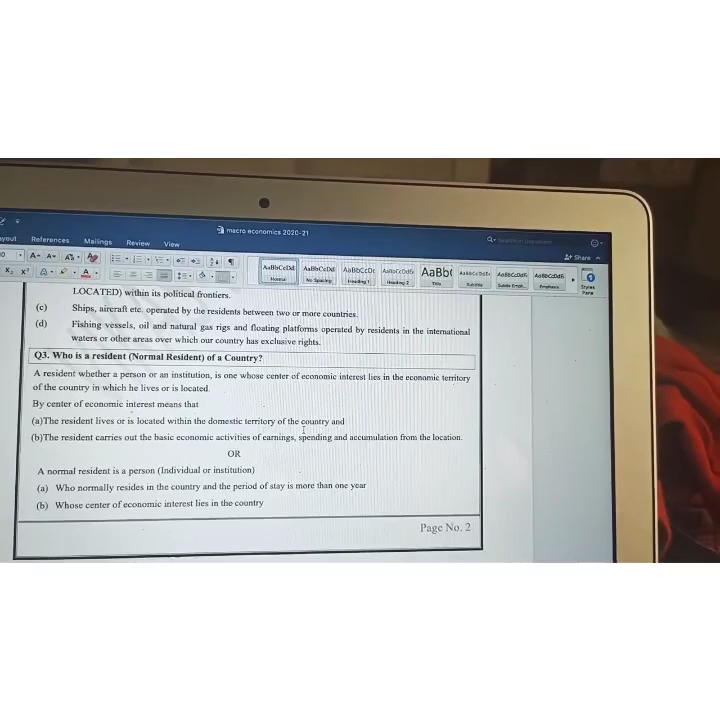 macro economics 2020-21
ayout References Mailings Review View
Share
AaBbCcDd AaBbCcDd AaBbCcDc AaBbCcDdE AaBb( AaBbCcDdEe AaBbCcDdE AaBbCcDdE
Normal No Spacing Heading 1 Heading 2 Title Subtitle Subtle Emph... Emphasis Styles Pane
LOCATED) within its political frontiers.
(c) Ships, aircraft etc. operated by the residents between two or more countries.
(d) Fishing vessels, oil and natural gas rigs and floating platforms operated by residents in the international
waters or other areas over which our country has exclusive rights.
Q3. Who is a resident (Normal Resident) of a Country?
A resident whether a person or an institution, is one whose center of economic interest lies in the economic territory
of the country in which he lives or is located.
By center of economic interest means that
(a)The resident lives or is located within the domestic territory of the country and
(b)The resident carries out the basic economic activities of earnings, spending and accumulation from the location.
OR
A normal resident is a person (Individual or institution)
(a) Who normally resides in the country and the period of stay is more than one year
(b) Whose center of economic interest lies in the country
Page No. 2